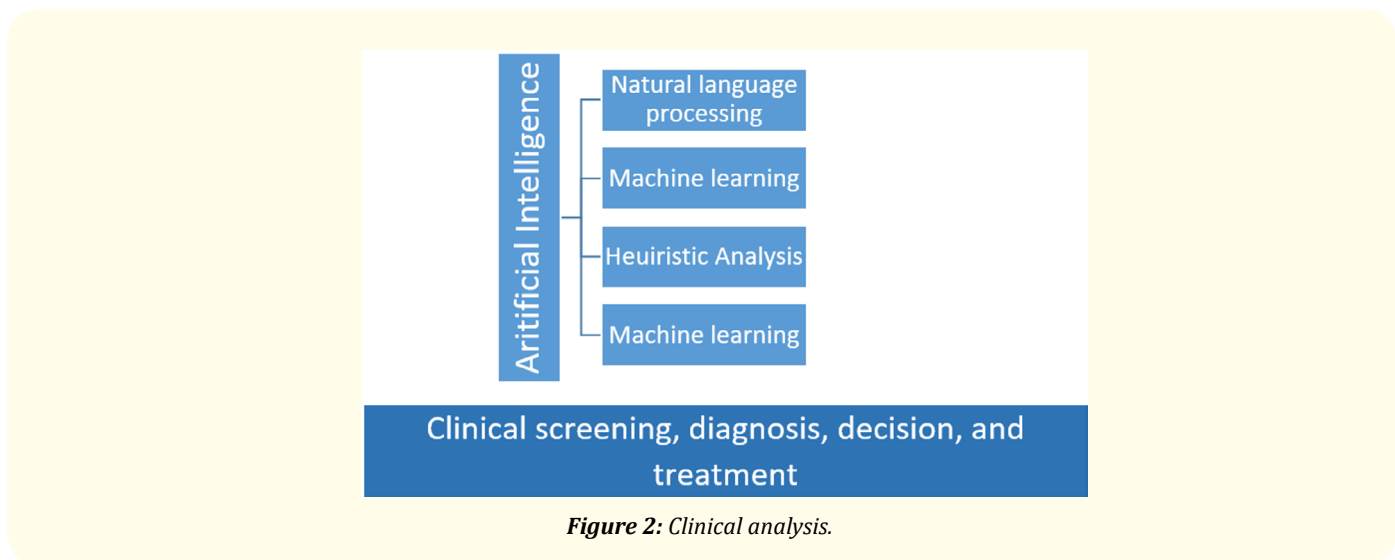 Aritificial Intelligence
Natural language
processing
Machine learning
Heuiristic Analysis
Machine learning
Clinical screening, diagnosis, decision, and
treatment
Figure 2: Clinical analysis.